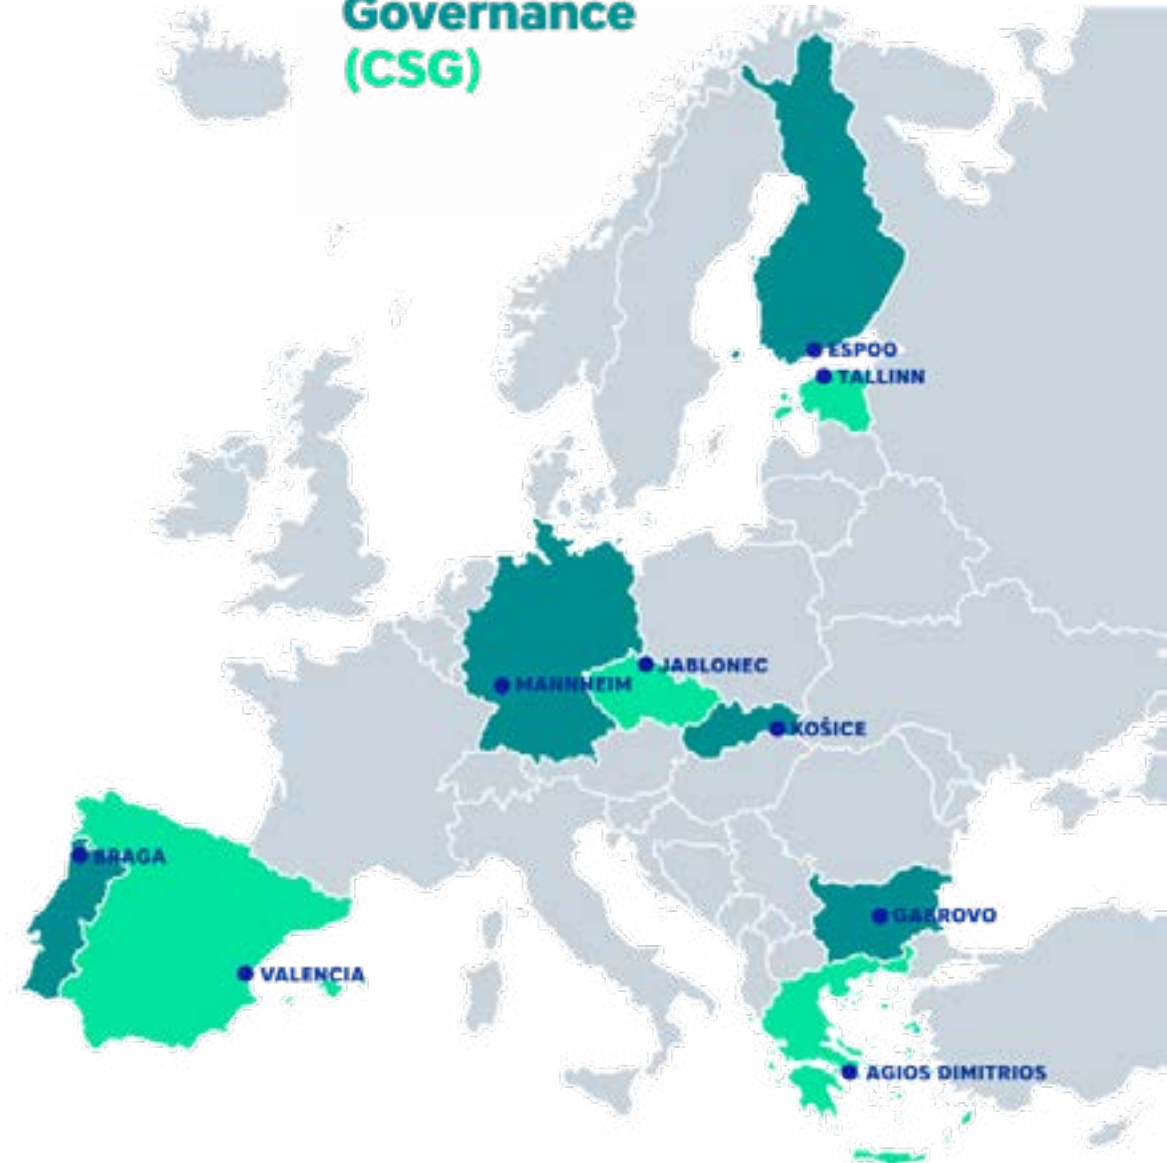 Governance
(CSG)
ESPOO
TALLINN
JABLONEC
MANNHEIM
KOŠICE
BRAGA
GABROVO
VALENCIA
AGIOS DIMITRIOS